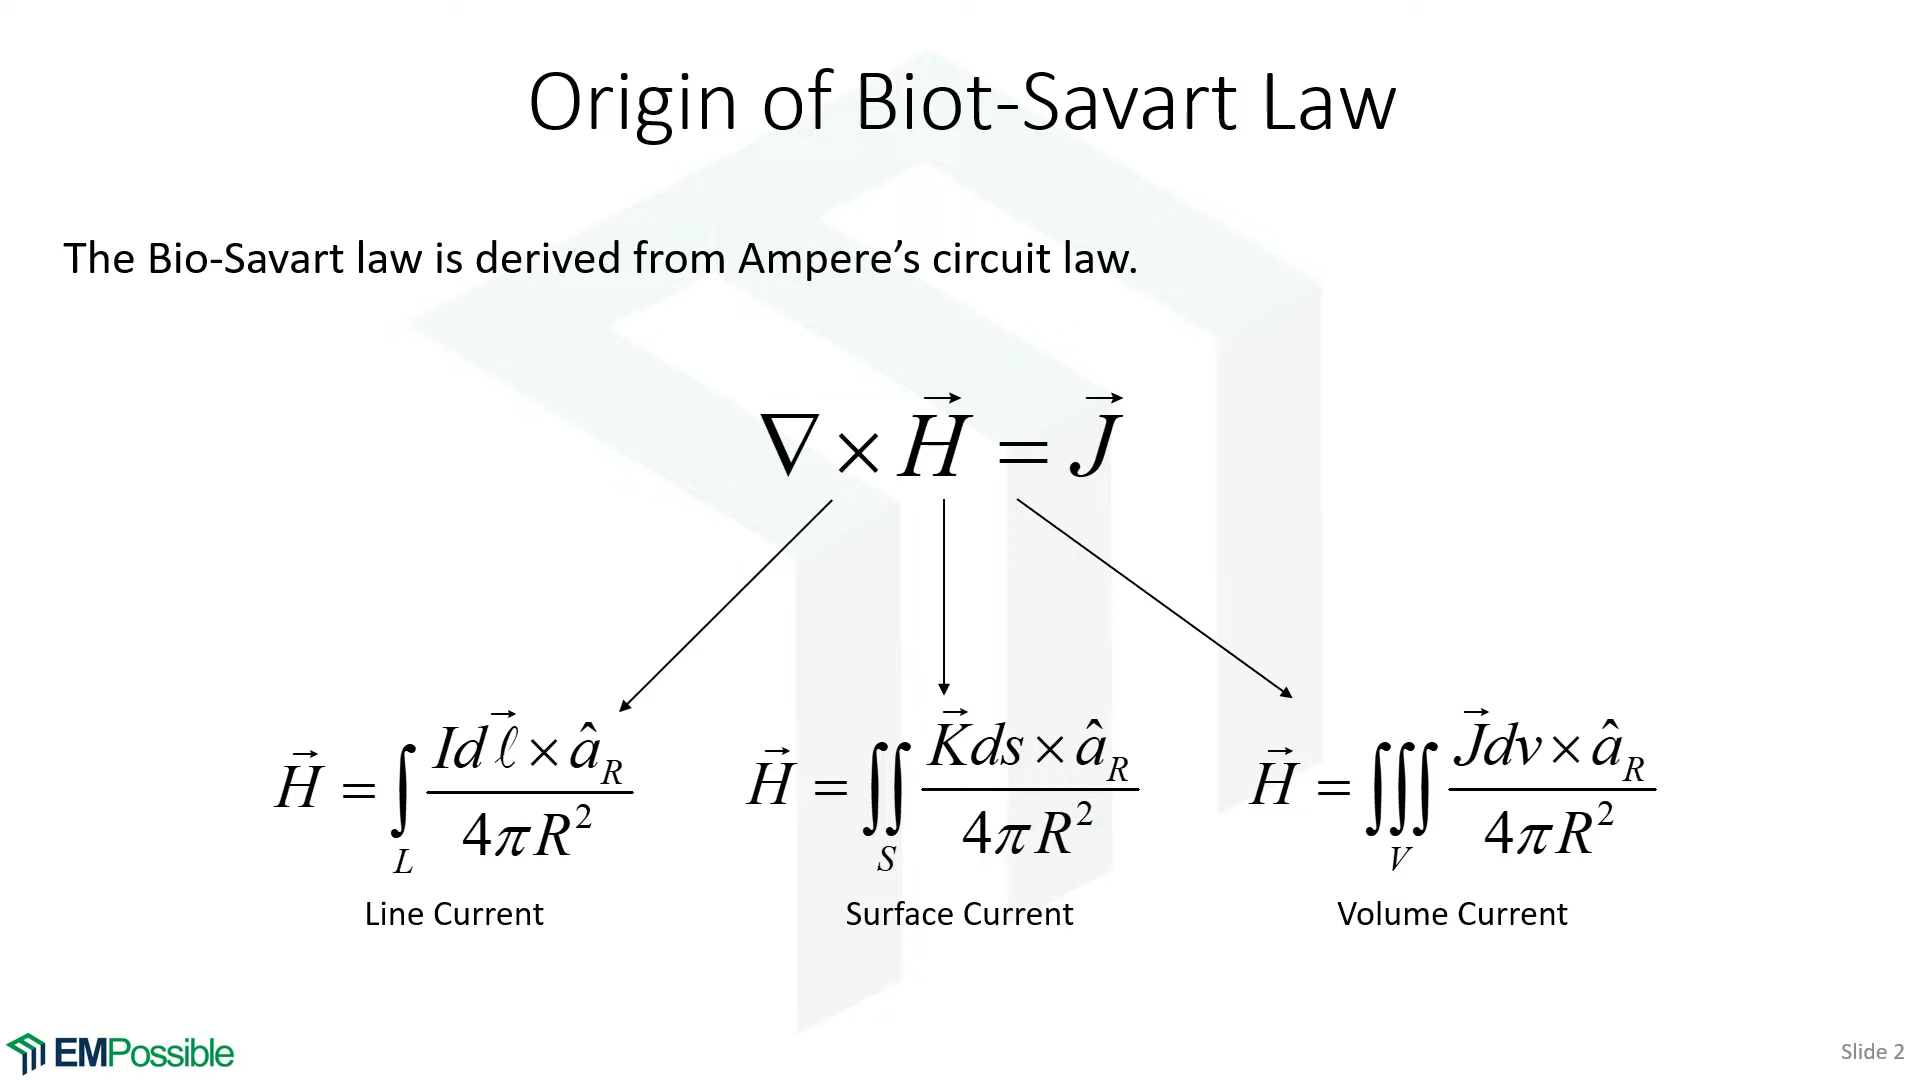 Origin of Biot-Savart Law
The Bio-Savart law is derived from Ampere’s circuit law.
∇ × H⃗ = J⃗
H⃗ = ∫_L (Id ℓ⃗ × â_R) / (4πR²)
H⃗ = ∬_S (K⃗ds × â_R) / (4πR²)
H⃗ = ∭_V (J⃗dv × â_R) / (4πR²)
Line Current
Surface Current
Volume Current
EMPossible
Slide 2